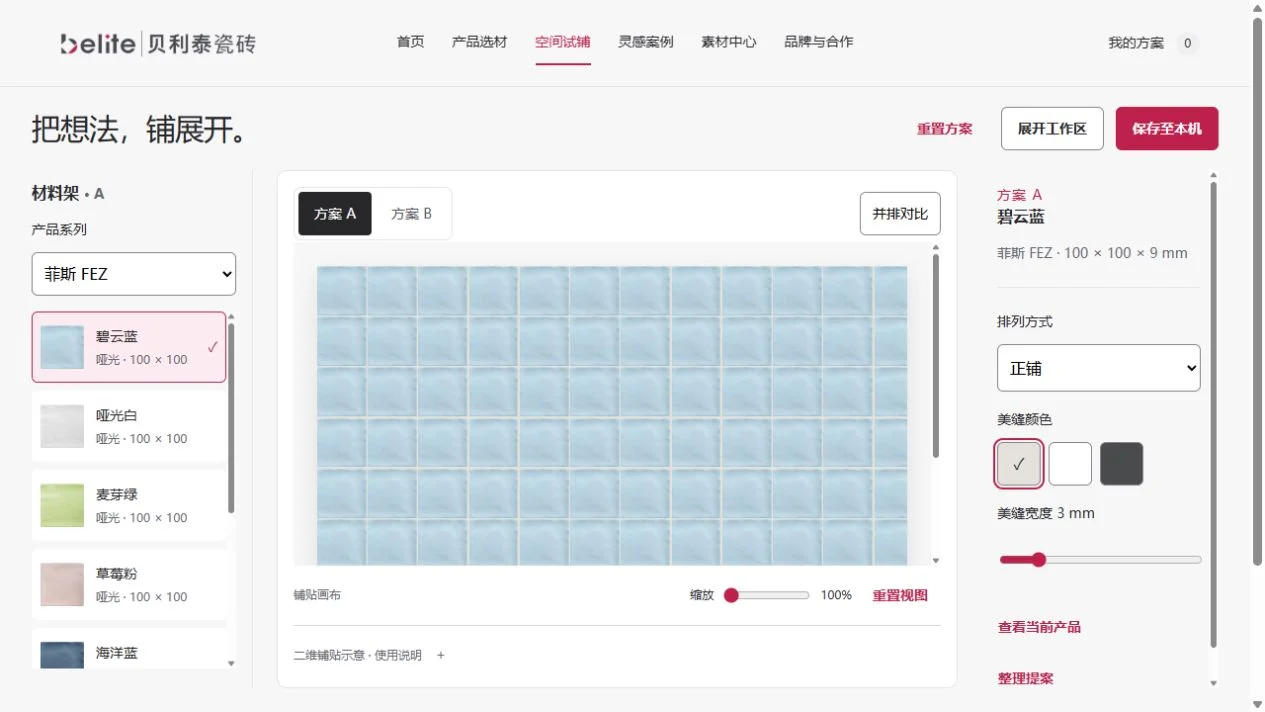 belite 贝利泰瓷砖
首页
产品选材
空间试铺
灵感案例
素材中心
品牌与合作
我的方案 0
把想法，铺展开。
重置方案
展开工作区
保存至本机
材料架 · A
产品系列
菲斯 FEZ
碧云蓝
哑光 · 100 × 100
✓
哑光白
哑光 · 100 × 100
麦芽绿
哑光 · 100 × 100
草莓粉
哑光 · 100 × 100
海洋蓝
方案 A
方案 B
并排对比
铺贴画布
缩放
100%
重置视图
二维铺贴示意 · 使用说明 +
方案 A
碧云蓝
菲斯 FEZ · 100 × 100 × 9 mm
排列方式
正铺
美缝颜色
✓
美缝宽度 3 mm
查看当前产品
整理提案